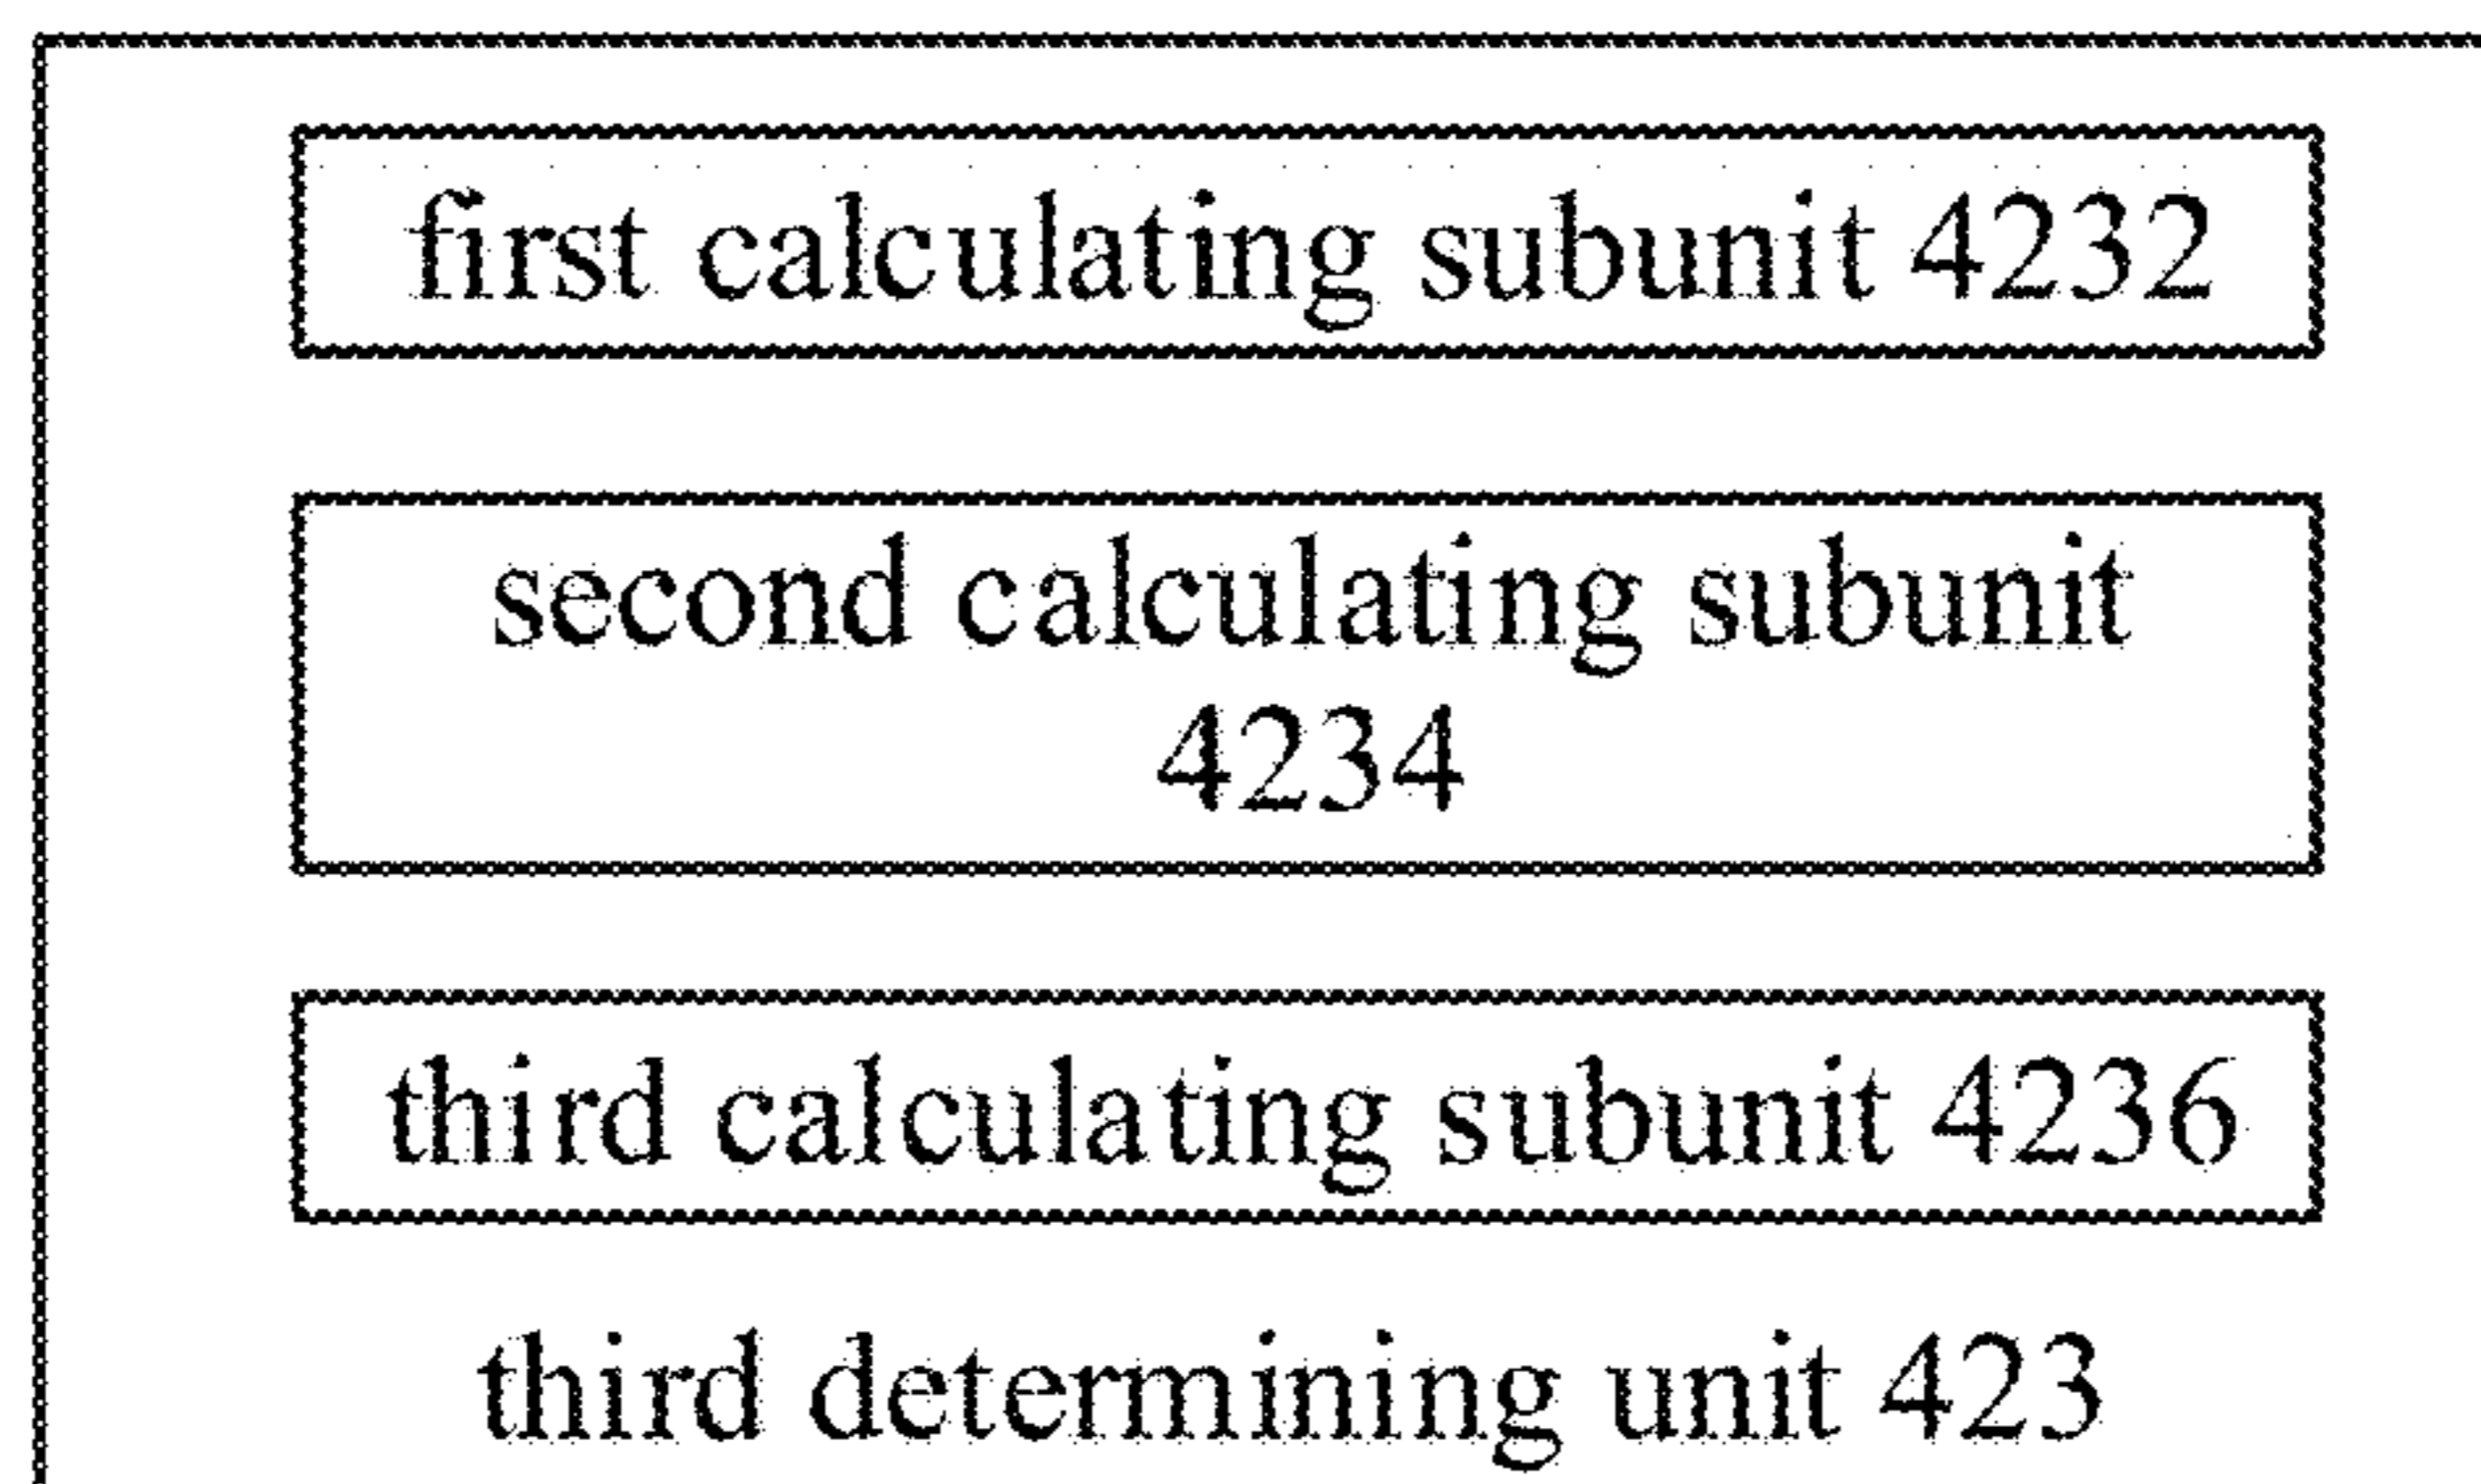 first calculating subunit 4232
second calculating subunit
4234
third calculating subunit 4236
third determining unit 423